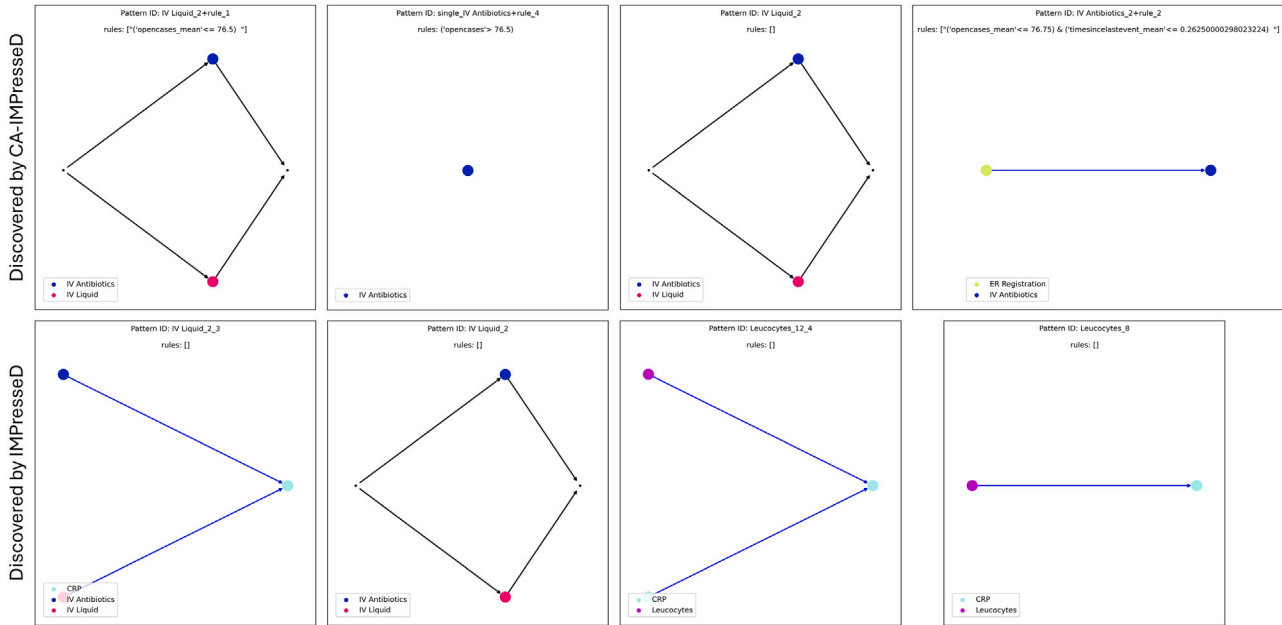 Discovered by CA-IMPresseD
Pattern ID: IV Liquid_2+rule_1
rules: ["('opencases_mean'<= 76.5)  "]
IV Antibiotics
IV Liquid
Pattern ID: single_IV Antibiotics+rule_4
rules: ('opencases'> 76.5)
IV Antibiotics
Pattern ID: IV Liquid_2
rules: []
IV Antibiotics
IV Liquid
Pattern ID: IV Antibiotics_2+rule_2
rules: ["('opencases_mean'<= 76.75) & ('timesincelastevent_mean'<= 0.26250000298023224)  "]
ER Registration
IV Antibiotics
Discovered by IMPresseD
Pattern ID: IV Liquid_2_3
rules: []
CRP
IV Antibiotics
IV Liquid
Pattern ID: IV Liquid_2
rules: []
IV Antibiotics
IV Liquid
Pattern ID: Leucocytes_12_4
rules: []
CRP
Leucocytes
Pattern ID: Leucocytes_8
rules: []
CRP
Leucocytes